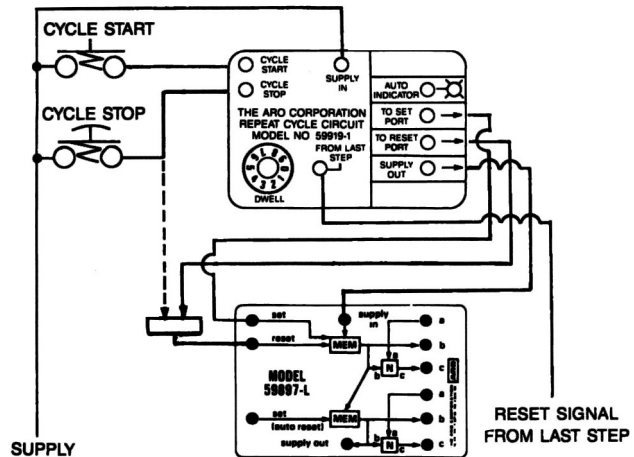 CYCLE START
CYCLE STOP
CYCLE
START
CYCLE
STOP
SUPPLY
IN
THE ARO CORPORATION
REPEAT CYCLE CIRCUIT
MODEL NO 59919-1
FROM LAST
STEP
DWELL
AUTO
INDICATOR
TO SET
PORT
TO RESET
PORT
SUPPLY
OUT
set
supply
in
reset
MEM
a
b
a
N
b
c
c
MODEL
59897-L
set
(auto reset)
MEM
supply out
a
b
a
N
b
c
c
ARO
SUPPLY
RESET SIGNAL
FROM LAST STEP